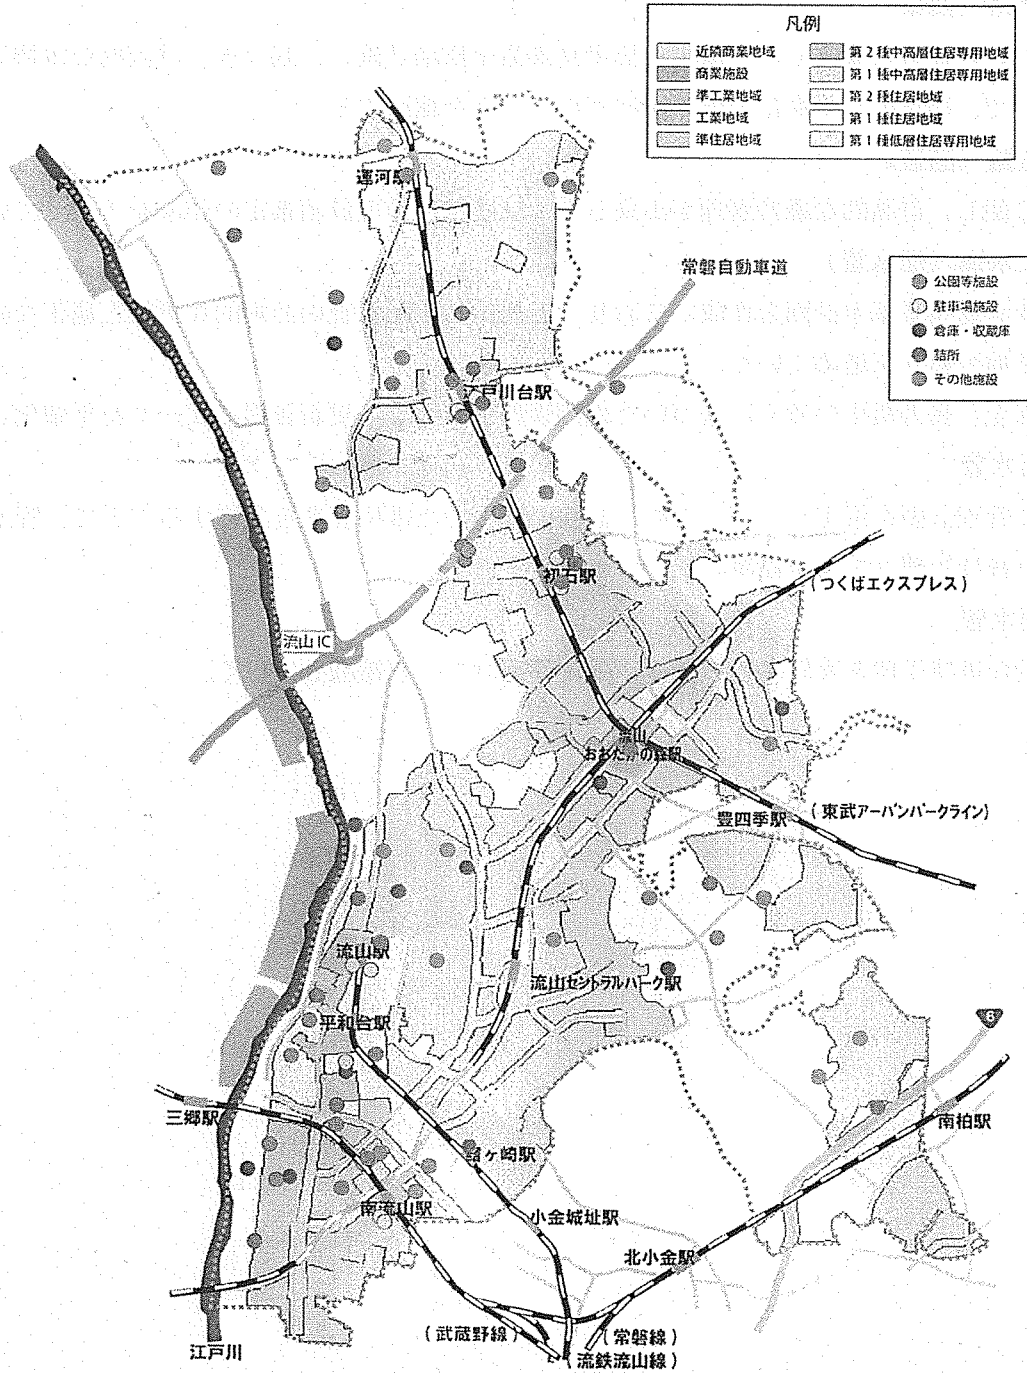 凡例
近隣商業地域
商業施設
準工業地域
工業地域
準住居地域
第2種中高層住居専用地域
第1種中高層住居専用地域
第2種住居地域
第1種住居地域
第1種低層住居専用地域
運河駅
常磐自動車道
公園等施設
駐車場施設
倉庫・収蔵庫
詰所
その他施設
江戸川台駅
初石駅
(つくばエクスプレス)
流山IC
流山
おおたかの森駅
豊四季駅
(東武アーバンパークライン)
流山駅
流山セントラルパーク駅
平和台駅
6
三郷駅
南柏駅
鰭ヶ崎駅
南流山駅
小金城址駅
北小金駅
(武蔵野線)
(常磐線)
(流鉄流山線)
江戸川